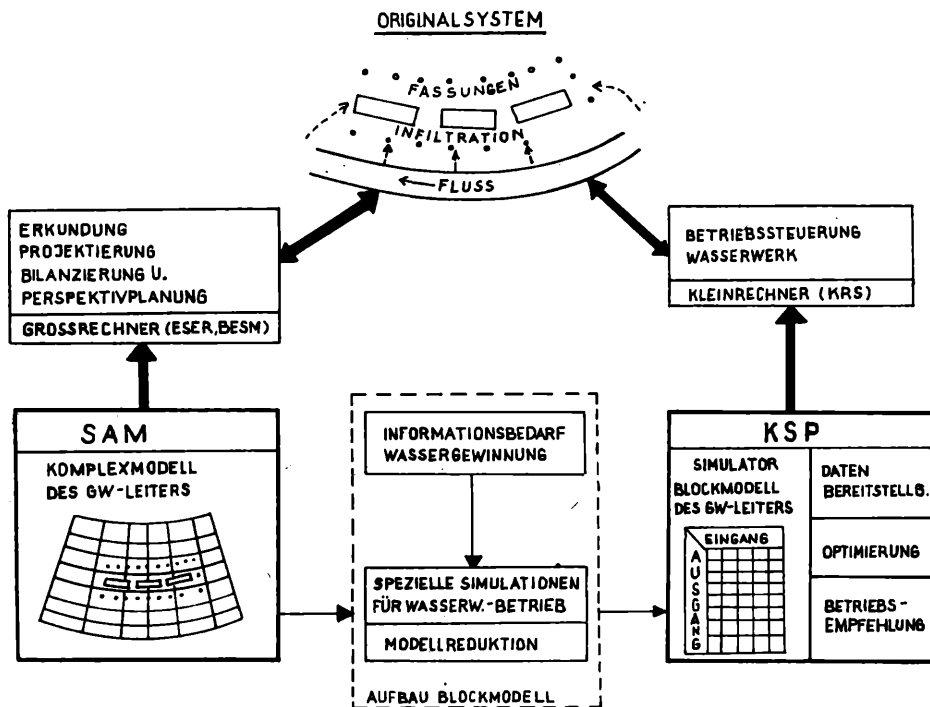 ORIGINALSYSTEM
FASSUNGEN
INFILTRATION
FLUSS
ERKUNDUNG
PROJEKTIERUNG
BILANZIERUNG U.
PERSPEKTIVPLANUNG
GROSSRECHNER (ESER,BESM)
BETRIEBSSTEUERUNG
WASSERWERK
KLEINRECHNER (KRS)
SAM
KOMPLEXMODELL
DES GW-LEITERS
INFORMATIONSBEDARF
WASSERGEWINNUNG
SPEZIELLE SIMULATIONEN
FÜR WASSERW.-BETRIEB
MODELLREDUKTION
AUFBAU BLOCKMODELL
KSP
SIMULATOR
BLOCKMODELL
DES GW-LEITERS
EINGANG
AUSGANG
DATEN
BEREITSTELLG.
OPTIMIERUNG
BETRIEBS-
EMPFEHLUNG